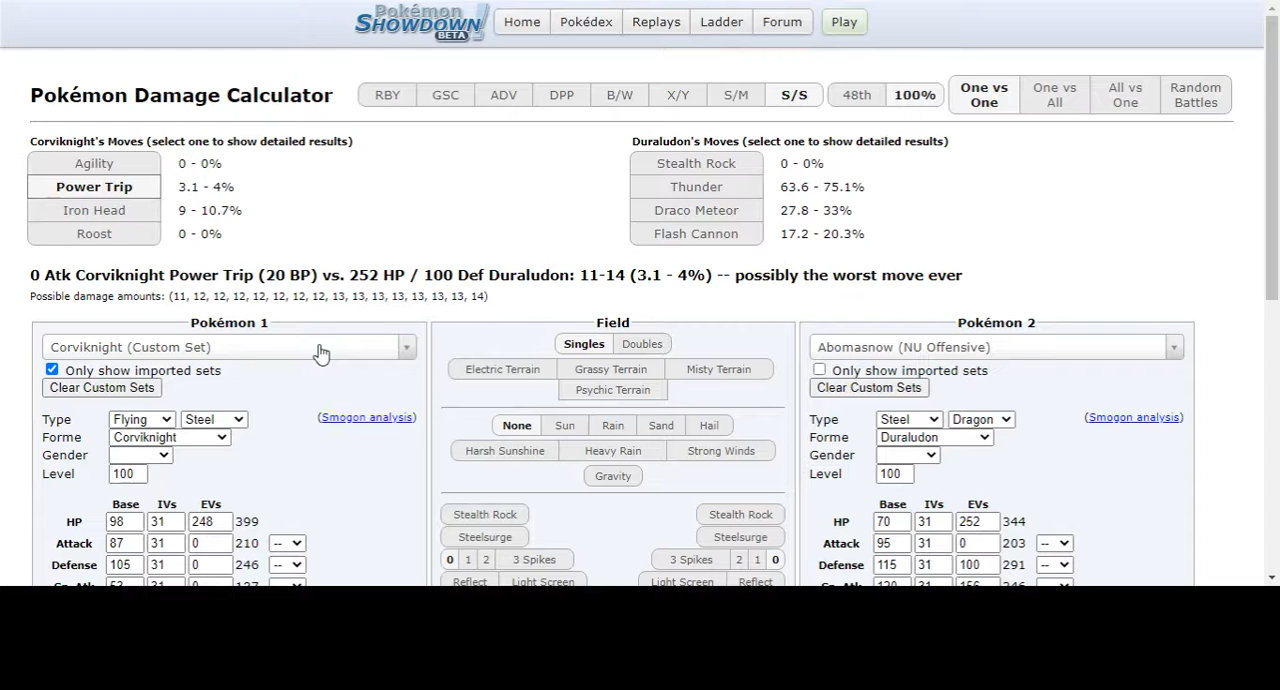 Pokémon
SHOWDOWN!
BETA
Home Pokédex Replays Ladder Forum Play
Pokémon Damage Calculator
RBY GSC ADV DPP B/W X/Y S/M S/S 48th 100% One vs One One vs All All vs One Random Battles
Corviknight's Moves (select one to show detailed results)
Agility 0 - 0%
Power Trip 3.1 - 4%
Iron Head 9 - 10.7%
Roost 0 - 0%
Duraludon's Moves (select one to show detailed results)
Stealth Rock 0 - 0%
Thunder 63.6 - 75.1%
Draco Meteor 27.8 - 33%
Flash Cannon 17.2 - 20.3%
0 Atk Corviknight Power Trip (20 BP) vs. 252 HP / 100 Def Duraludon: 11-14 (3.1 - 4%) -- possibly the worst move ever
Possible damage amounts: (11, 12, 12, 12, 12, 12, 12, 12, 13, 13, 13, 13, 13, 13, 13, 14)
Pokémon 1
Corviknight (Custom Set)
Only show imported sets
Clear Custom Sets
Type Flying Steel (Smogon analysis)
Forme Corviknight
Gender
Level 100
Base IVs EVs
HP 98 31 248 399
Attack 87 31 0 210 --
Defense 105 31 0 246 --
Field
Singles Doubles
Electric Terrain Grassy Terrain Misty Terrain
Psychic Terrain
None Sun Rain Sand Hail
Harsh Sunshine Heavy Rain Strong Winds
Gravity
Stealth Rock Stealth Rock
Steelsurge Steelsurge
0 1 2 3 Spikes 3 Spikes 2 1 0
Reflect Light Screen Light Screen Reflect
Pokémon 2
Abomasnow (NU Offensive)
Only show imported sets
Clear Custom Sets
Type Steel Dragon (Smogon analysis)
Forme Duraludon
Gender
Level 100
Base IVs EVs
HP 70 31 252 344
Attack 95 31 0 203 --
Defense 115 31 100 291 --